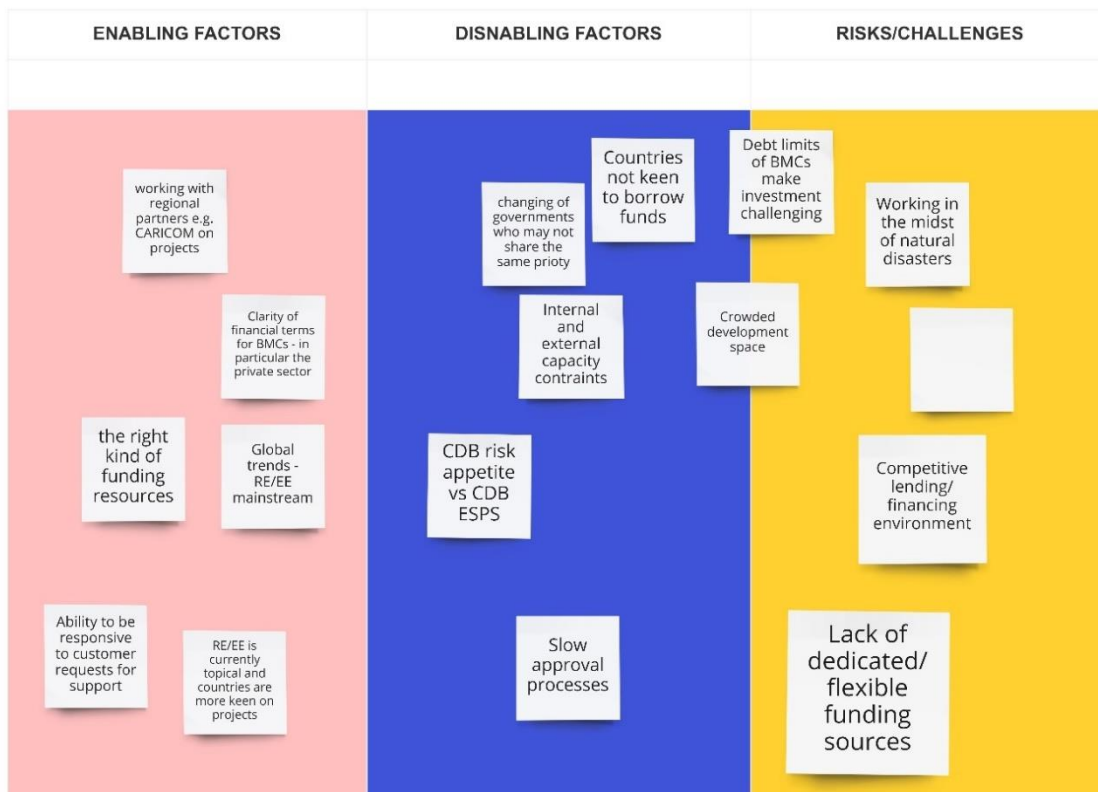 ENABLING FACTORS
DISNABLING FACTORS
RISKS/CHALLENGES
working with
regional
partners e.g.
CARICOM on
projects
Clarity of
financial terms
for BMCs - in
particular the
private sector
the right
kind of
funding
resources
Global
trends -
RE/EE
mainstream
Ability to be
responsive
to customer
requests for
support
RE/EE is
currently
topical and
countries are
more keen on
projects
Countries
not keen
to borrow
funds
changing of
governments
who may not
share the
same prioty
Internal
and
external
capacity
contraints
CDB risk
appetite
vs CDB
ESPS
Slow
approval
processes
Debt limits
of BMCs
make
investment
challenging
Working in
the midst
of natural
disasters
Crowded
development
space
Competitive
lending/
financing
environment
Lack of
dedicated/
flexible
funding
sources